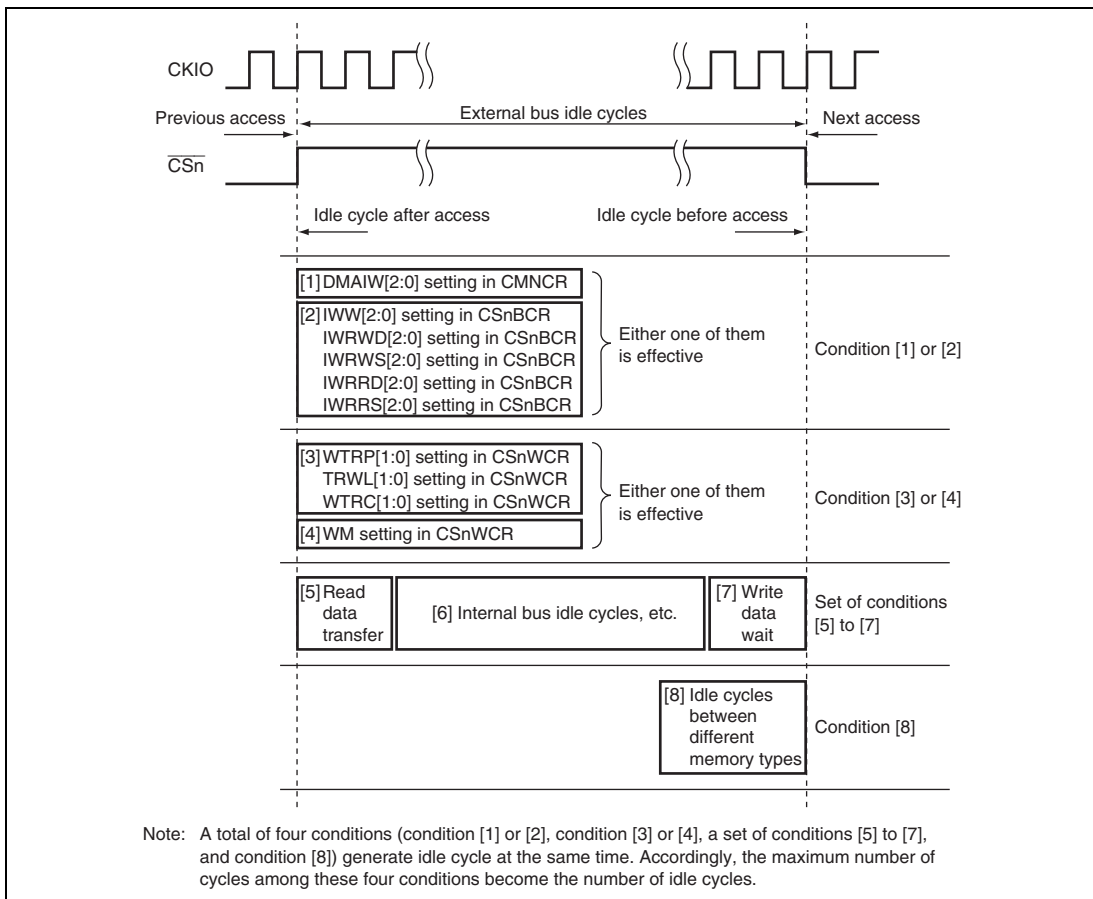 CKIO
Previous access
External bus idle cycles
Next access
CSn
Idle cycle after access
Idle cycle before access
[1] DMAIW[2:0] setting in CMNCR
[2] IWW[2:0] setting in CSnBCR
IWRWD[2:0] setting in CSnBCR
IWRWS[2:0] setting in CSnBCR
IWRRD[2:0] setting in CSnBCR
IWRRS[2:0] setting in CSnBCR
Either one of them
is effective
Condition [1] or [2]
[3] WTRP[1:0] setting in CSnWCR
TRWL[1:0] setting in CSnWCR
WTRC[1:0] setting in CSnWCR
[4] WM setting in CSnWCR
Either one of them
is effective
Condition [3] or [4]
[5] Read
data
transfer
[6] Internal bus idle cycles, etc.
[7] Write
data
wait
Set of conditions
[5] to [7]
[8] Idle cycles
between
different
memory types
Condition [8]
Note: A total of four conditions (condition [1] or [2], condition [3] or [4], a set of conditions [5] to [7],
and condition [8]) generate idle cycle at the same time. Accordingly, the maximum number of
cycles among these four conditions become the number of idle cycles.